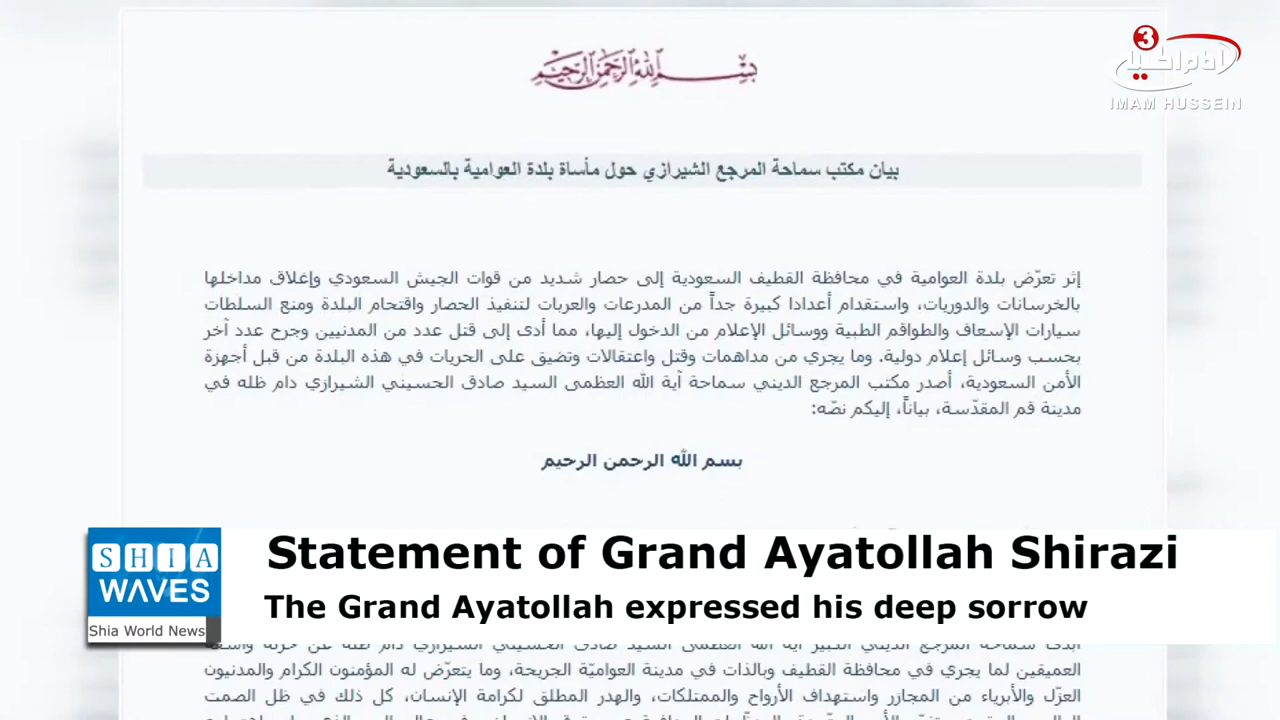 بسم الله الرحمن الرحيم
3
IMAM HUSSEIN
بيان مكتب سماحة المرجع الشيرازي حول مأساة بلدة العوامية بالسعودية
إثر تعرّض بلدة العوامية في محافظة القطيف السعودية إلى حصار شديد من قوات الجيش السعودي وإغلاق مداخلها
بالخرسانات والدوريات، واستقدام أعدادا كبيرة جداً من المدرعات والعربات لتنفيذ الحصار واقتحام البلدة ومنع السلطات
سيارات الإسعاف والطواقم الطبية ووسائل الإعلام من الدخول إليها، مما أدى إلى قتل عدد من المدنيين وجرح عدد آخر
بحسب وسائل إعلام دولية. وما يجري من مداهمات وقتل واعتقالات وتضيق على الحريات في هذه البلدة من قبل أجهزة
الأمن السعودية، أصدر مكتب المرجع الديني سماحة آية الله العظمى السيد صادق الحسيني الشيرازي دام ظله في
مدينة قم المقدّسة، بياناً، إليكم نصّه:
بسم الله الرحمن الرحيم
SHIA
WAVES
Shia World News
Statement of Grand Ayatollah Shirazi
The Grand Ayatollah expressed his deep sorrow
العميقين لما يجري في محافظة القطيف وبالذات في مدينة العواميّة الجريحة، وما يتعرّض له المؤمنون الكرام والمدنيون
العزّل والأبرياء من المجازر واستهداف الأرواح والممتلكات، والهدر المطلق لكرامة الإنسان، كل ذلك في ظل الصمت